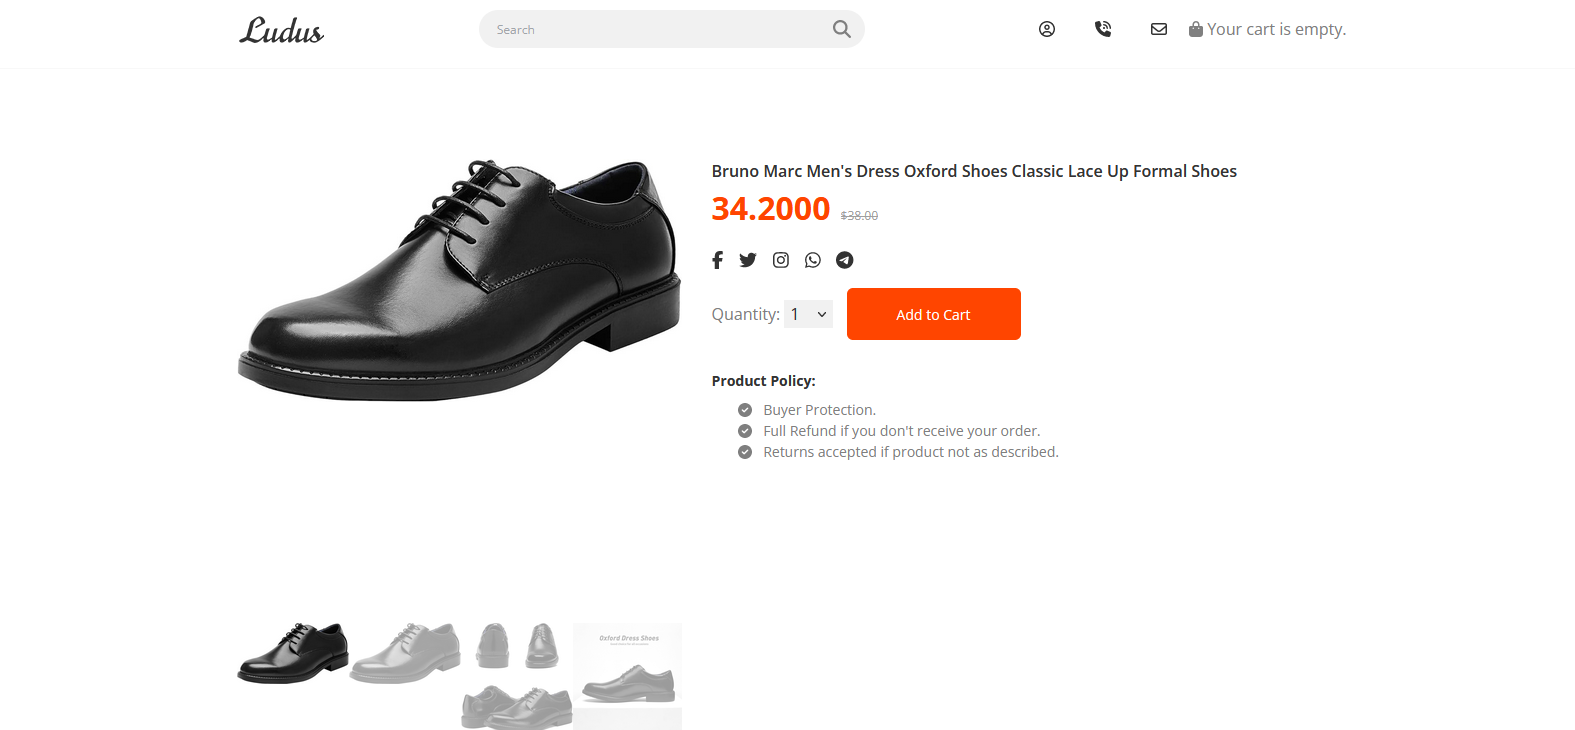 Ludus
Search
Your cart is empty.
Bruno Marc Men's Dress Oxford Shoes Classic Lace Up Formal Shoes
34.2000 $38.00
Quantity: 1
Add to Cart
Product Policy:
Buyer Protection.
Full Refund if you don't receive your order.
Returns accepted if product not as described.
Oxford Dress Shoes